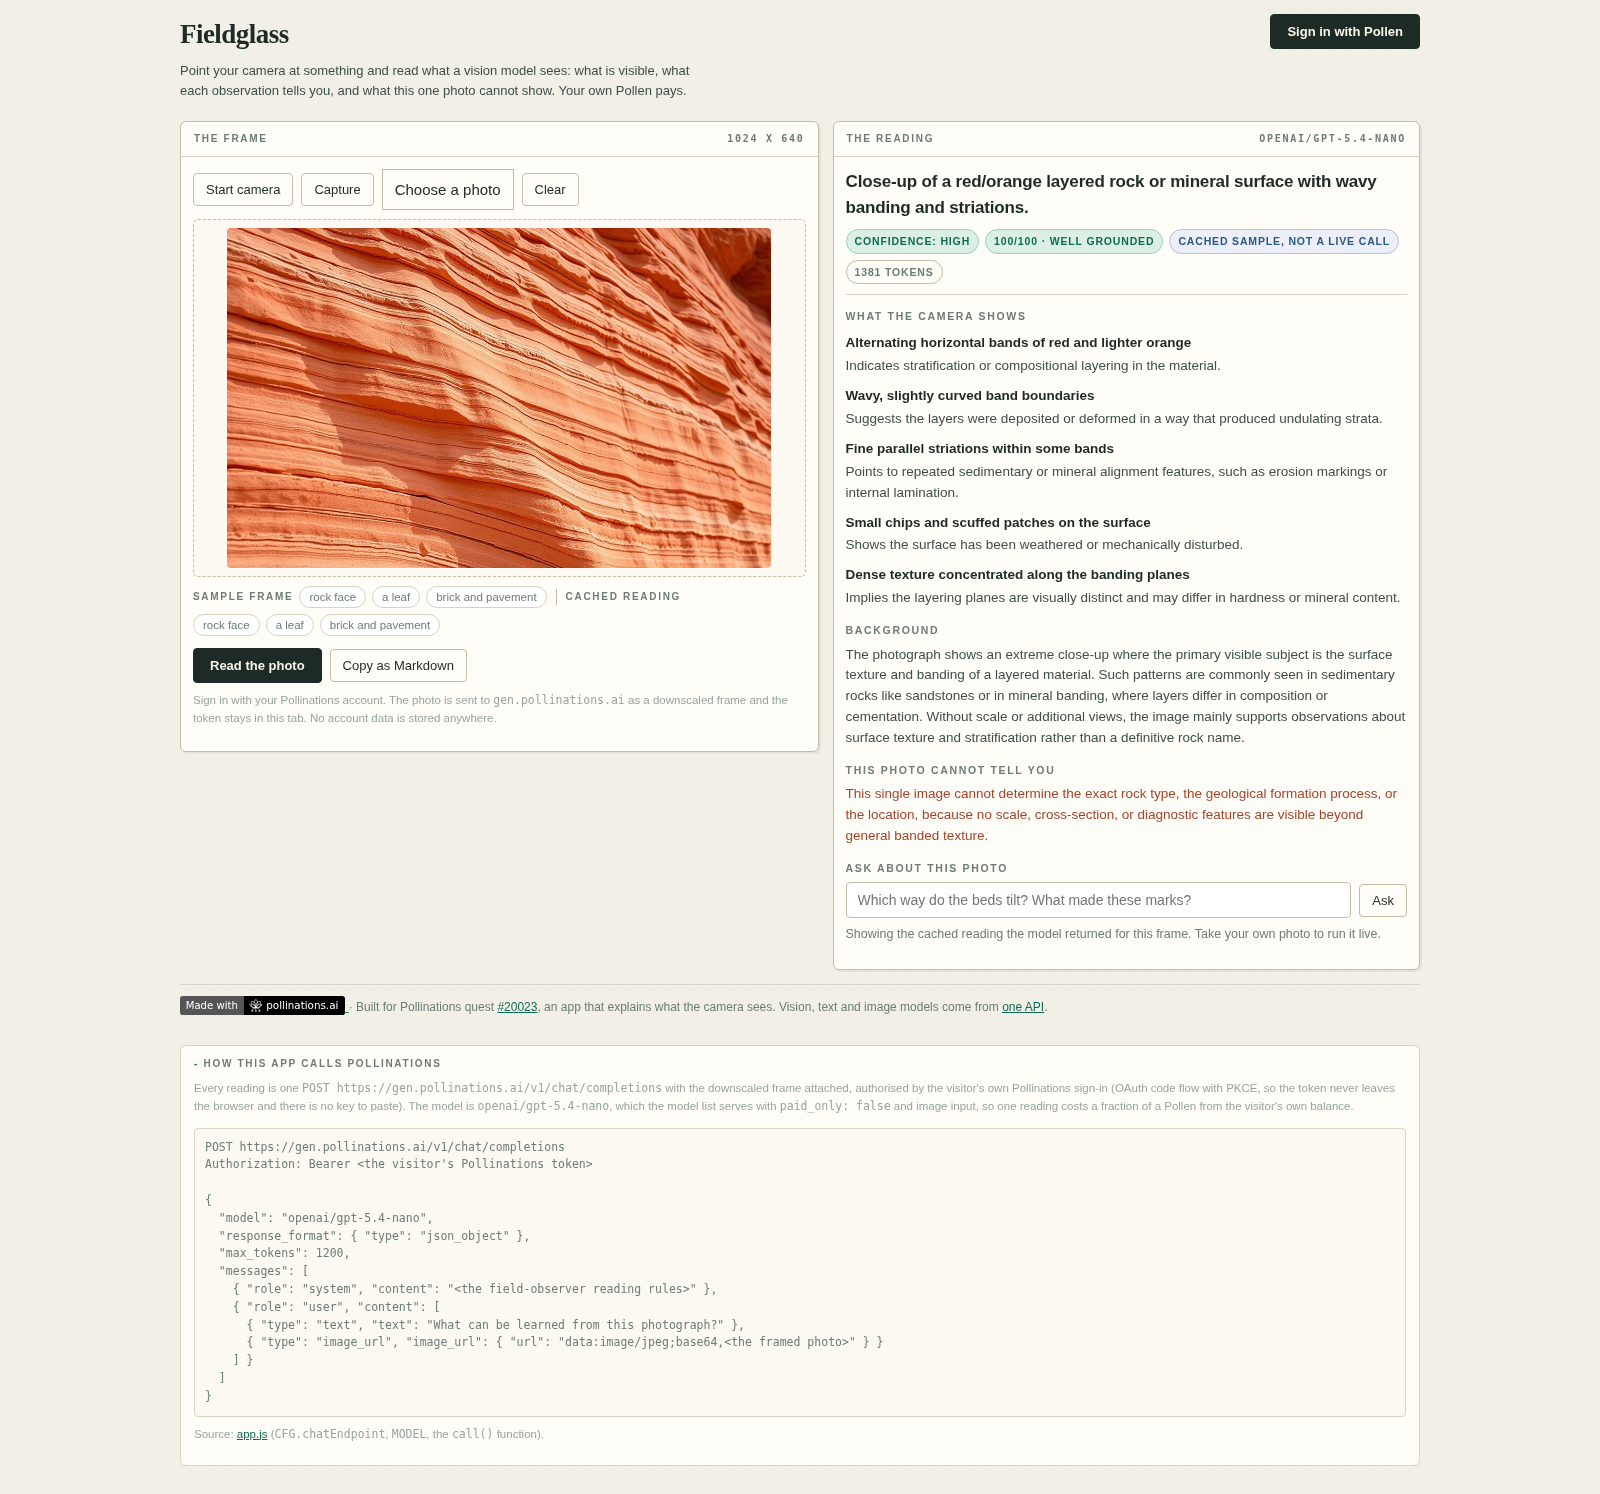 Fieldglass
Sign in with Pollen
Point your camera at something and read what a vision model sees: what is visible, what
each observation tells you, and what this one photo cannot show. Your own Pollen pays.
THE FRAME
1024 X 640
Start camera
Capture
Choose a photo
Clear
SAMPLE FRAME
rock face
a leaf
brick and pavement
CACHED READING
rock face
a leaf
brick and pavement
Read the photo
Copy as Markdown
Sign in with your Pollinations account. The photo is sent to gen.pollinations.ai as a downscaled frame and the
token stays in this tab. No account data is stored anywhere.
THE READING
OPENAI/GPT-5.4-NANO
Close-up of a red/orange layered rock or mineral surface with wavy
banding and striations.
CONFIDENCE: HIGH
100/100 · WELL GROUNDED
CACHED SAMPLE, NOT A LIVE CALL
1381 TOKENS
WHAT THE CAMERA SHOWS
Alternating horizontal bands of red and lighter orange
Indicates stratification or compositional layering in the material.
Wavy, slightly curved band boundaries
Suggests the layers were deposited or deformed in a way that produced undulating strata.
Fine parallel striations within some bands
Points to repeated sedimentary or mineral alignment features, such as erosion markings or
internal lamination.
Small chips and scuffed patches on the surface
Shows the surface has been weathered or mechanically disturbed.
Dense texture concentrated along the banding planes
Implies the layering planes are visually distinct and may differ in hardness or mineral content.
BACKGROUND
The photograph shows an extreme close-up where the primary visible subject is the surface
texture and banding of a layered material. Such patterns are commonly seen in sedimentary
rocks like sandstones or in mineral banding, where layers differ in composition or
cementation. Without scale or additional views, the image mainly supports observations about
surface texture and stratification rather than a definitive rock name.
THIS PHOTO CANNOT TELL YOU
This single image cannot determine the exact rock type, the geological formation process, or
the location, because no scale, cross-section, or diagnostic features are visible beyond
general banded texture.
ASK ABOUT THIS PHOTO
Which way do the beds tilt? What made these marks?
Ask
Showing the cached reading the model returned for this frame. Take your own photo to run it live.
Made with pollinations.ai · Built for Pollinations quest #20023, an app that explains what the camera sees. Vision, text and image models come from one API.
- HOW THIS APP CALLS POLLINATIONS
Every reading is one POST https://gen.pollinations.ai/v1/chat/completions with the downscaled frame attached, authorised by the visitor's own Pollinations sign-in (OAuth code flow with PKCE, so the token never leaves
the browser and there is no key to paste). The model is openai/gpt-5.4-nano, which the model list serves with paid_only: false and image input, so one reading costs a fraction of a Pollen from the visitor's own balance.
POST https://gen.pollinations.ai/v1/chat/completions
Authorization: Bearer <the visitor's Pollinations token>
{
  "model": "openai/gpt-5.4-nano",
  "response_format": { "type": "json_object" },
  "max_tokens": 1200,
  "messages": [
    { "role": "system", "content": "<the field-observer reading rules>" },
    { "role": "user", "content": [
      { "type": "text", "text": "What can be learned from this photograph?" },
      { "type": "image_url", "image_url": { "url": "data:image/jpeg;base64,<the framed photo>" } }
    ] }
  ]
}
Source: app.js (CFG.chatEndpoint, MODEL, the call() function).